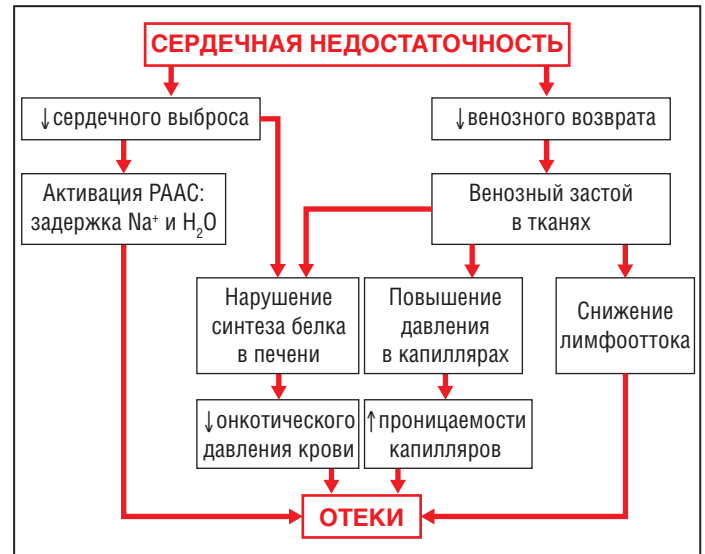 СЕРДЕЧНАЯ НЕДОСТАТОЧНОСТЬ
↓сердечного выброса
↓венозного возврата
Активация РААС:
задержка Na⁺ и H₂O
Венозный застой
в тканях
Нарушение
синтеза белка
в печени
Повышение
давления
в капиллярах
Снижение
лимфооттока
↓онкотического
давления крови
↑проницаемости
капилляров
ОТЕКИ